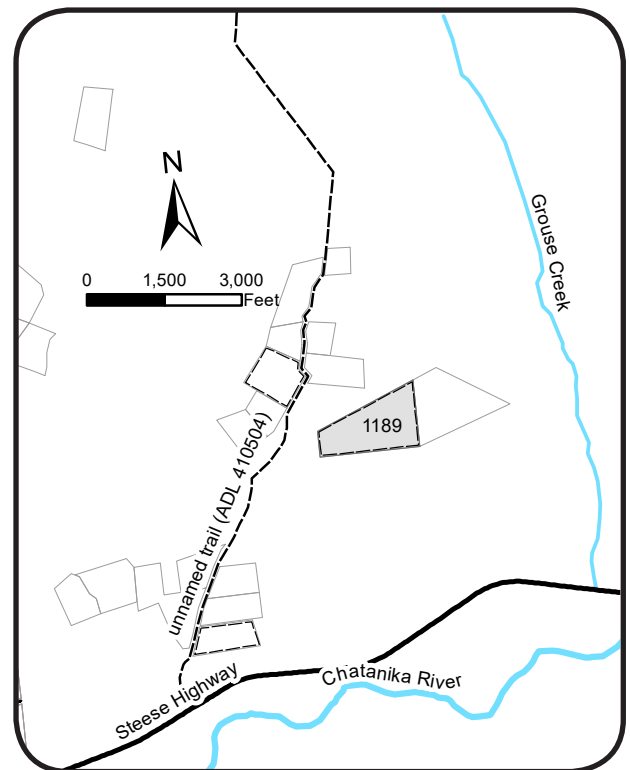 N
Grouse Creek
0 1,500 3,000
Feet
1189
unnamed trail (ADL 410504)
Steese Highway
Chatanika River